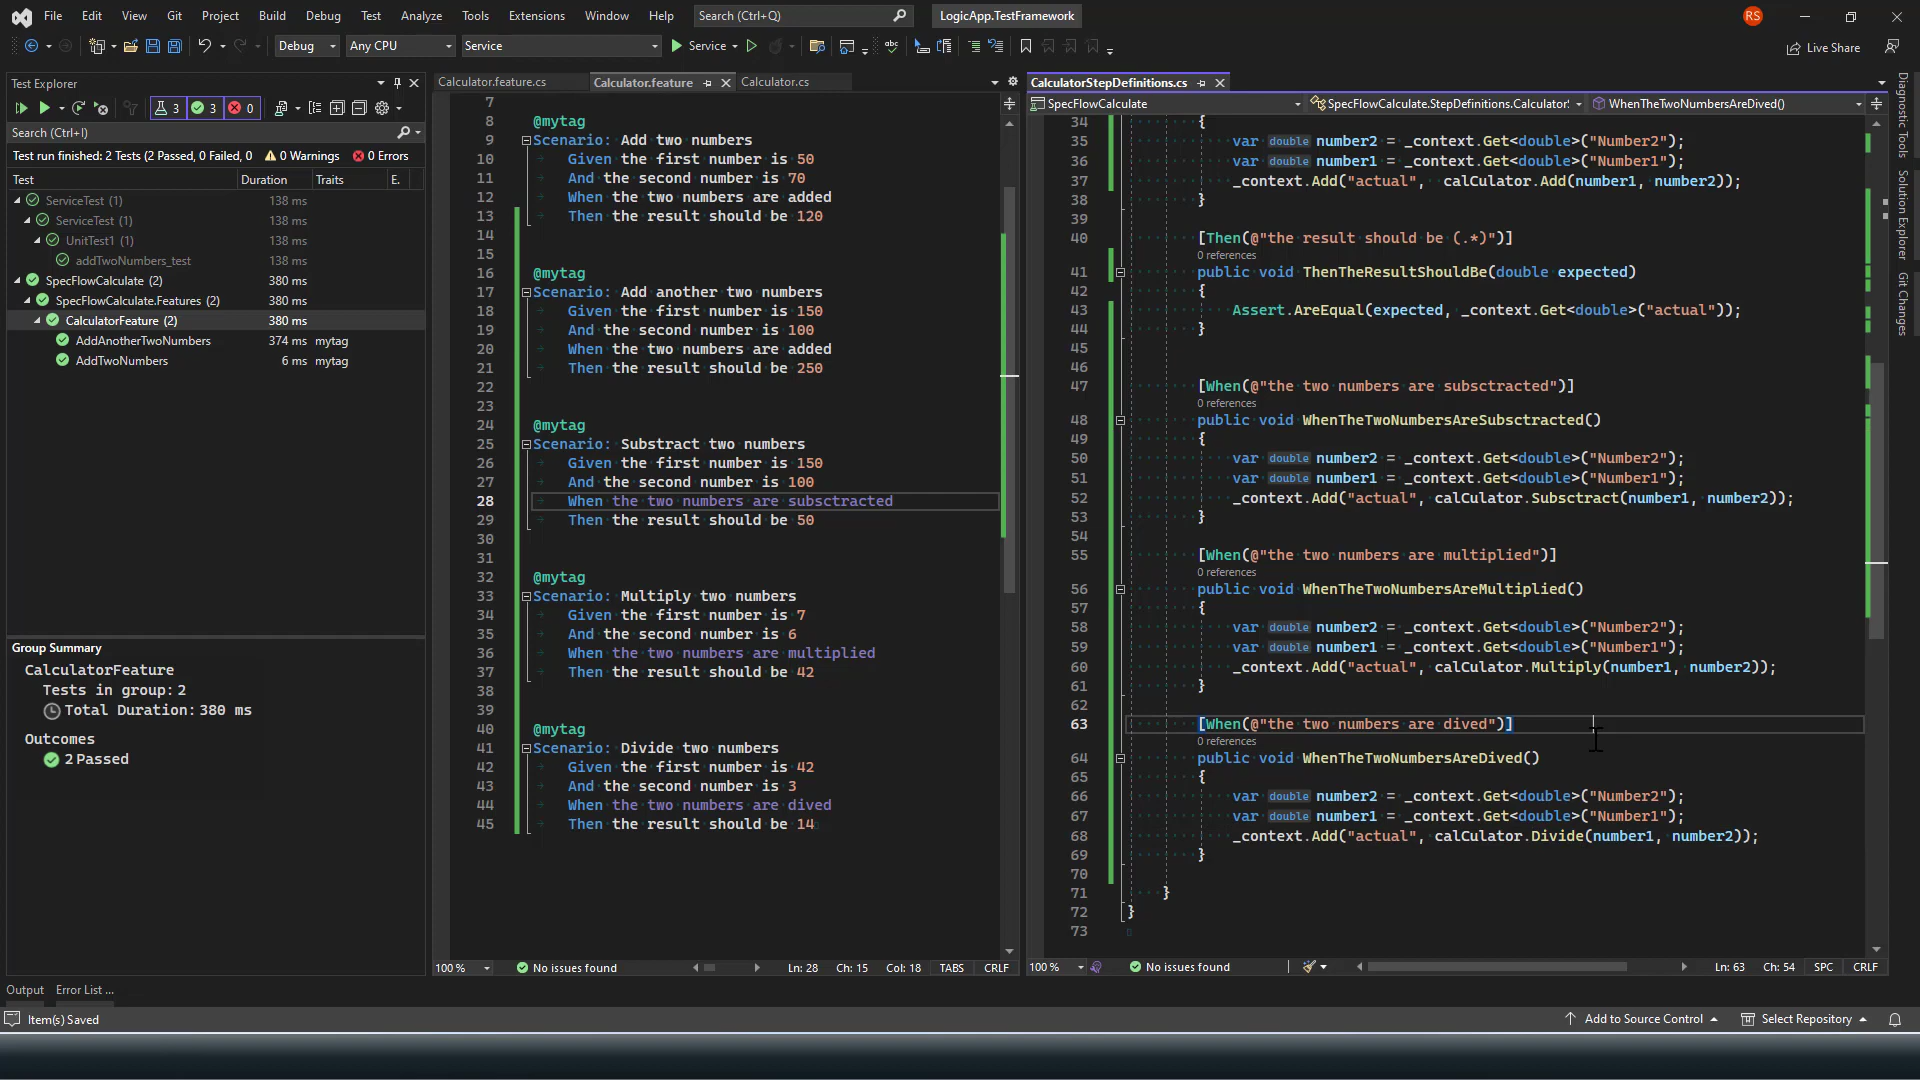 File Edit View Git Project Build Debug Test Analyze Tools Extensions Window Help Search (Ctrl+Q) LogicApp.TestFramework RS
Debug Any CPU Service Service Live Share
Test Explorer
3 3 0
Search (Ctrl+I)
Test run finished: 2 Tests (2 Passed, 0 Failed, 0 0 Warnings 0 Errors
Test Duration Traits E.
ServiceTest (1) 138 ms
ServiceTest (1) 138 ms
UnitTest1 (1) 138 ms
addTwoNumbers_test 138 ms
SpecFlowCalculate (2) 380 ms
SpecFlowCalculate.Features (2) 380 ms
CalculatorFeature (2) 380 ms
AddAnotherTwoNumbers 374 ms mytag
AddTwoNumbers 6 ms mytag
Group Summary
CalculatorFeature
Tests in group: 2
Total Duration: 380 ms
Outcomes
2 Passed
Calculator.feature.cs Calculator.feature Calculator.cs
7
8 @mytag
9 Scenario: Add two numbers
10 Given the first number is 50
11 And the second number is 70
12 When the two numbers are added
13 Then the result should be 120
14
15
16 @mytag
17 Scenario: Add another two numbers
18 Given the first number is 150
19 And the second number is 100
20 When the two numbers are added
21 Then the result should be 250
22
23
24 @mytag
25 Scenario: Substract two numbers
26 Given the first number is 150
27 And the second number is 100
28 When the two numbers are subsctracted
29 Then the result should be 50
30
31
32 @mytag
33 Scenario: Multiply two numbers
34 Given the first number is 7
35 And the second number is 6
36 When the two numbers are multiplied
37 Then the result should be 42
38
39
40 @mytag
41 Scenario: Divide two numbers
42 Given the first number is 42
43 And the second number is 3
44 When the two numbers are dived
45 Then the result should be 14
100 % No issues found Ln: 28 Ch: 15 Col: 18 TABS CRLF
CalculatorStepDefinitions.cs
SpecFlowCalculate SpecFlowCalculate.StepDefinitions.Calculator WhenTheTwoNumbersAreDived()
34 {
35 var double number2 = _context.Get<double>("Number2");
36 var double number1 = _context.Get<double>("Number1");
37 _context.Add("actual", calCulator.Add(number1, number2));
38 }
39
40 [Then(@"the result should be (.*)")]
0 references
41 public void ThenTheResultShouldBe(double expected)
42 {
43 Assert.AreEqual(expected, _context.Get<double>("actual"));
44 }
45
46
47 [When(@"the two numbers are subsctracted")]
0 references
48 public void WhenTheTwoNumbersAreSubsctracted()
49 {
50 var double number2 = _context.Get<double>("Number2");
51 var double number1 = _context.Get<double>("Number1");
52 _context.Add("actual", calCulator.Subsctract(number1, number2));
53 }
54
55 [When(@"the two numbers are multiplied")]
0 references
56 public void WhenTheTwoNumbersAreMultiplied()
57 {
58 var double number2 = _context.Get<double>("Number2");
59 var double number1 = _context.Get<double>("Number1");
60 _context.Add("actual", calCulator.Multiply(number1, number2));
61 }
62
63 [When(@"the two numbers are dived")]
0 references
64 public void WhenTheTwoNumbersAreDived()
65 {
66 var double number2 = _context.Get<double>("Number2");
67 var double number1 = _context.Get<double>("Number1");
68 _context.Add("actual", calCulator.Divide(number1, number2));
69 }
70
71 }
72 }
73
100 % No issues found Ln: 63 Ch: 54 SPC CRLF
Diagnostic Tools
Solution Explorer
Git Changes
Output Error List ...
Item(s) Saved Add to Source Control Select Repository